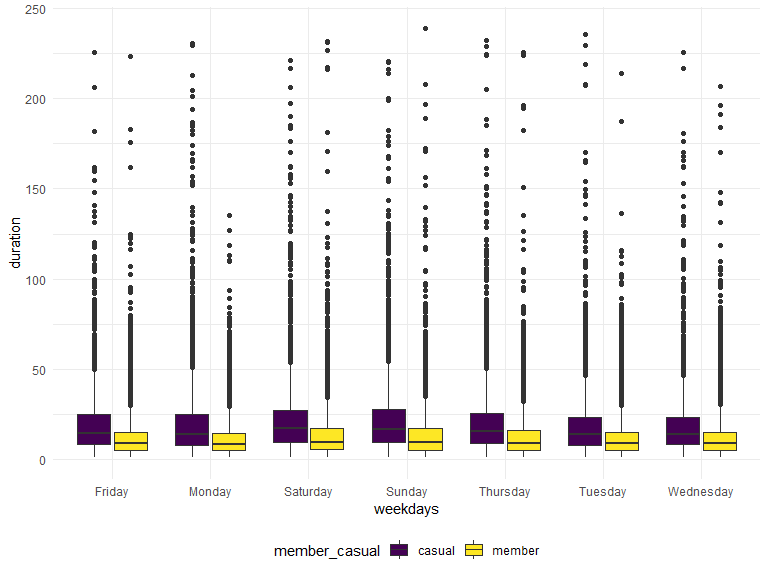 250
200
150
100
50
0
duration
Friday Monday Saturday Sunday Thursday Tuesday Wednesday
weekdays
member_casual casual member